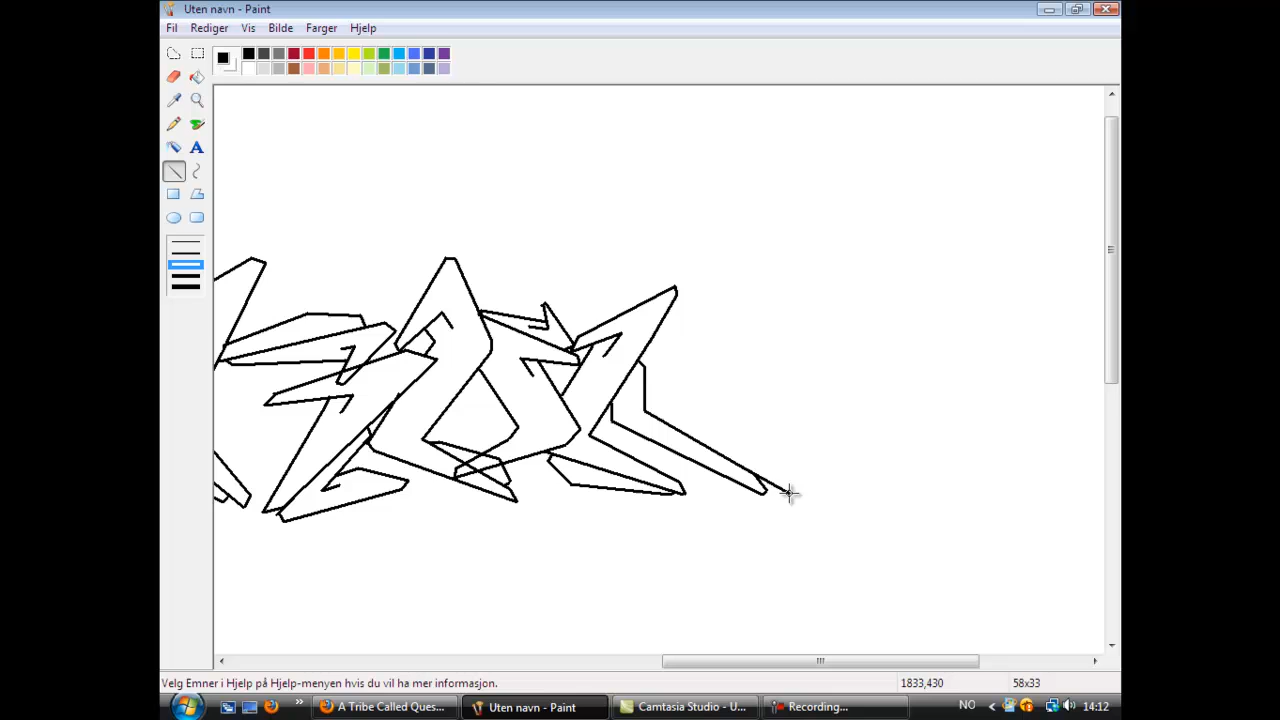 Uten navn - Paint
Fil Rediger Vis Bilde Farger Hjelp
A
Velg Emner i Hjelp på Hjelp-menyen hvis du vil ha mer informasjon.
1833,430
58x33
A Tribe Called Ques...
Uten navn - Paint
Camtasia Studio - U...
Recording...
NO
14:12